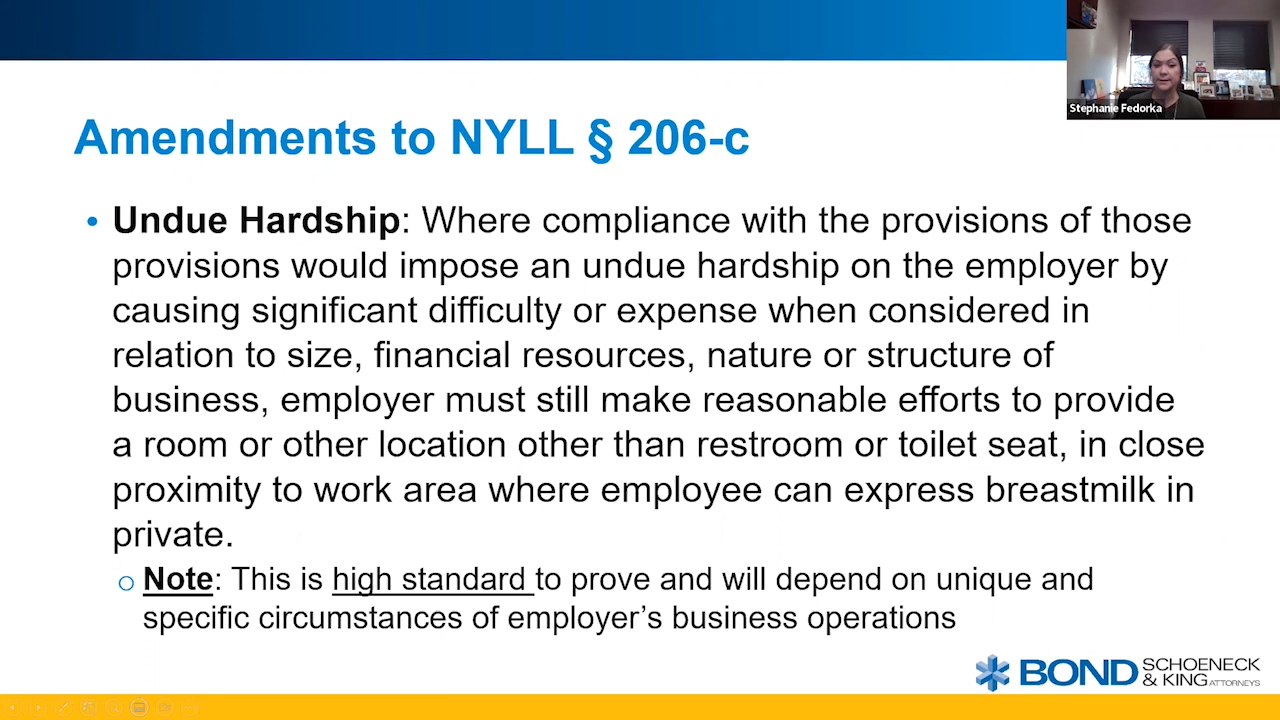 Stephanie Fedorka
Amendments to NYLL § 206-c
• Undue Hardship: Where compliance with the provisions of those
provisions would impose an undue hardship on the employer by
causing significant difficulty or expense when considered in
relation to size, financial resources, nature or structure of
business, employer must still make reasonable efforts to provide
a room or other location other than restroom or toilet seat, in close
proximity to work area where employee can express breastmilk in
private.
o Note: This is high standard to prove and will depend on unique and
specific circumstances of employer’s business operations
BOND SCHOENECK
& KING ATTORNEYS